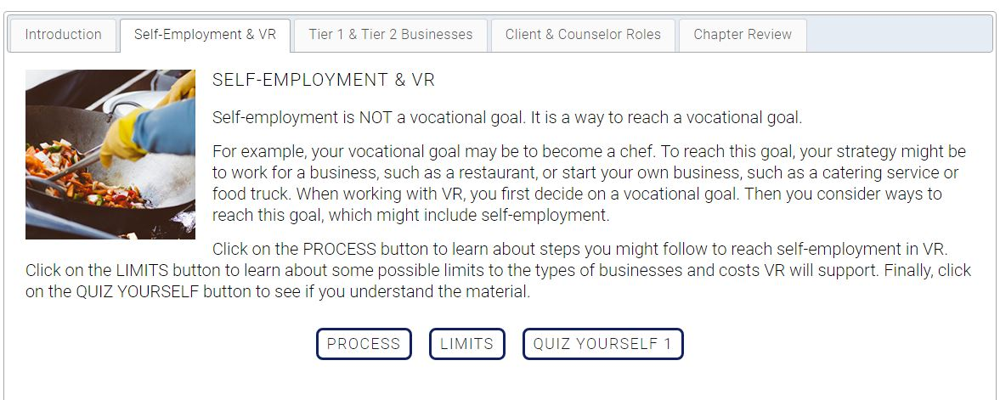 Introduction
Self-Employment & VR
Tier 1 & Tier 2 Businesses
Client & Counselor Roles
Chapter Review
SELF-EMPLOYMENT & VR
Self-employment is NOT a vocational goal. It is a way to reach a vocational goal.
For example, your vocational goal may be to become a chef. To reach this goal, your strategy might be
to work for a business, such as a restaurant, or start your own business, such as a catering service or
food truck. When working with VR, you first decide on a vocational goal. Then you consider ways to
reach this goal, which might include self-employment.
Click on the PROCESS button to learn about steps you might follow to reach self-employment in VR.
Click on the LIMITS button to learn about some possible limits to the types of businesses and costs VR will support. Finally, click
on the QUIZ YOURSELF button to see if you understand the material.
PROCESS
LIMITS
QUIZ YOURSELF 1